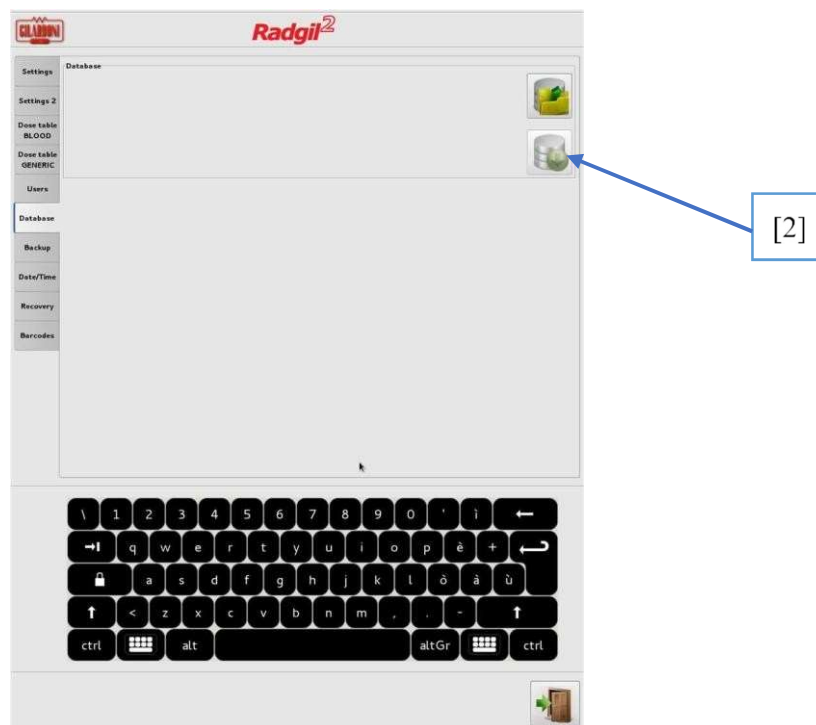 GILARDONI
Radgil2
Settings
Database
Settings 2
Dose table
BLOOD
Dose table
GENERIC
Users
Database
Backup
Date/Time
Recovery
Barcodes
[2]
\ 1 2 3 4 5 6 7 8 9 0 ' ì
q w e r t y u i o p è +
a s d f g h j k l ò à ù
< z x c v b n m , . -
ctrl alt altGr ctrl